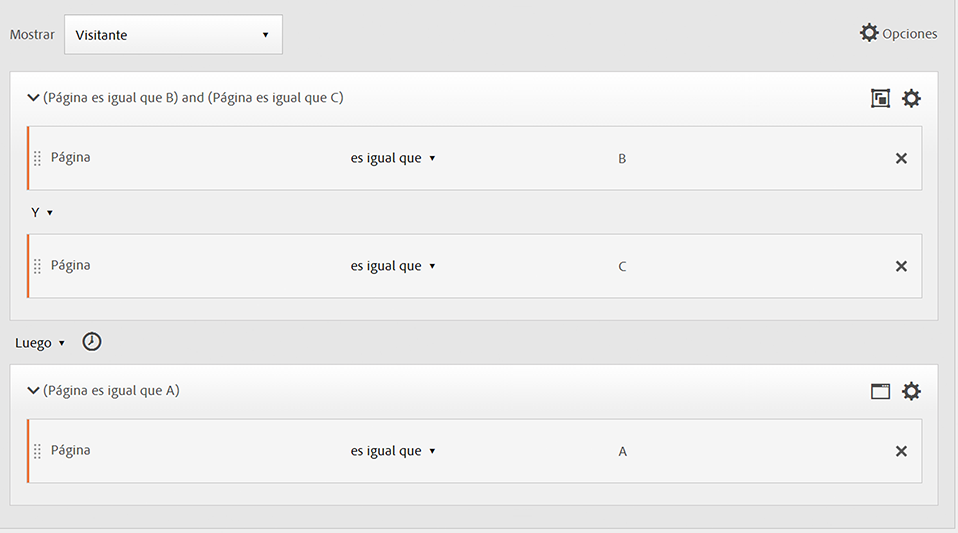 Mostrar Visitante Opciones
(Página es igual que B) and (Página es igual que C)
Página es igual que B
Y
Página es igual que C
Luego
(Página es igual que A)
Página es igual que A